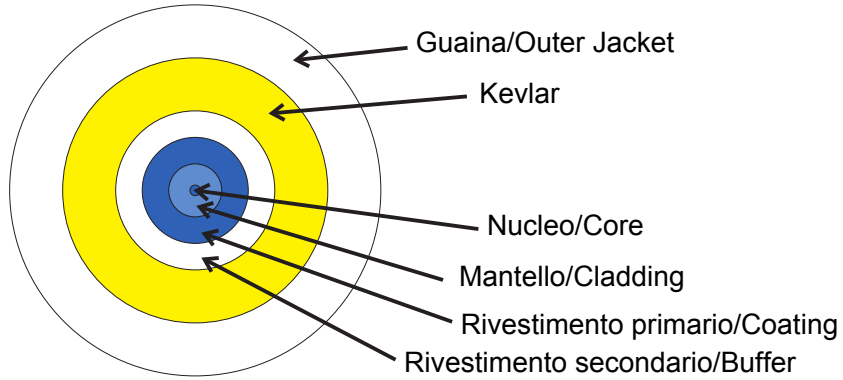 Guaina/Outer Jacket
Kevlar
Nucleo/Core
Mantello/Cladding
Rivestimento primario/Coating
Rivestimento secondario/Buffer